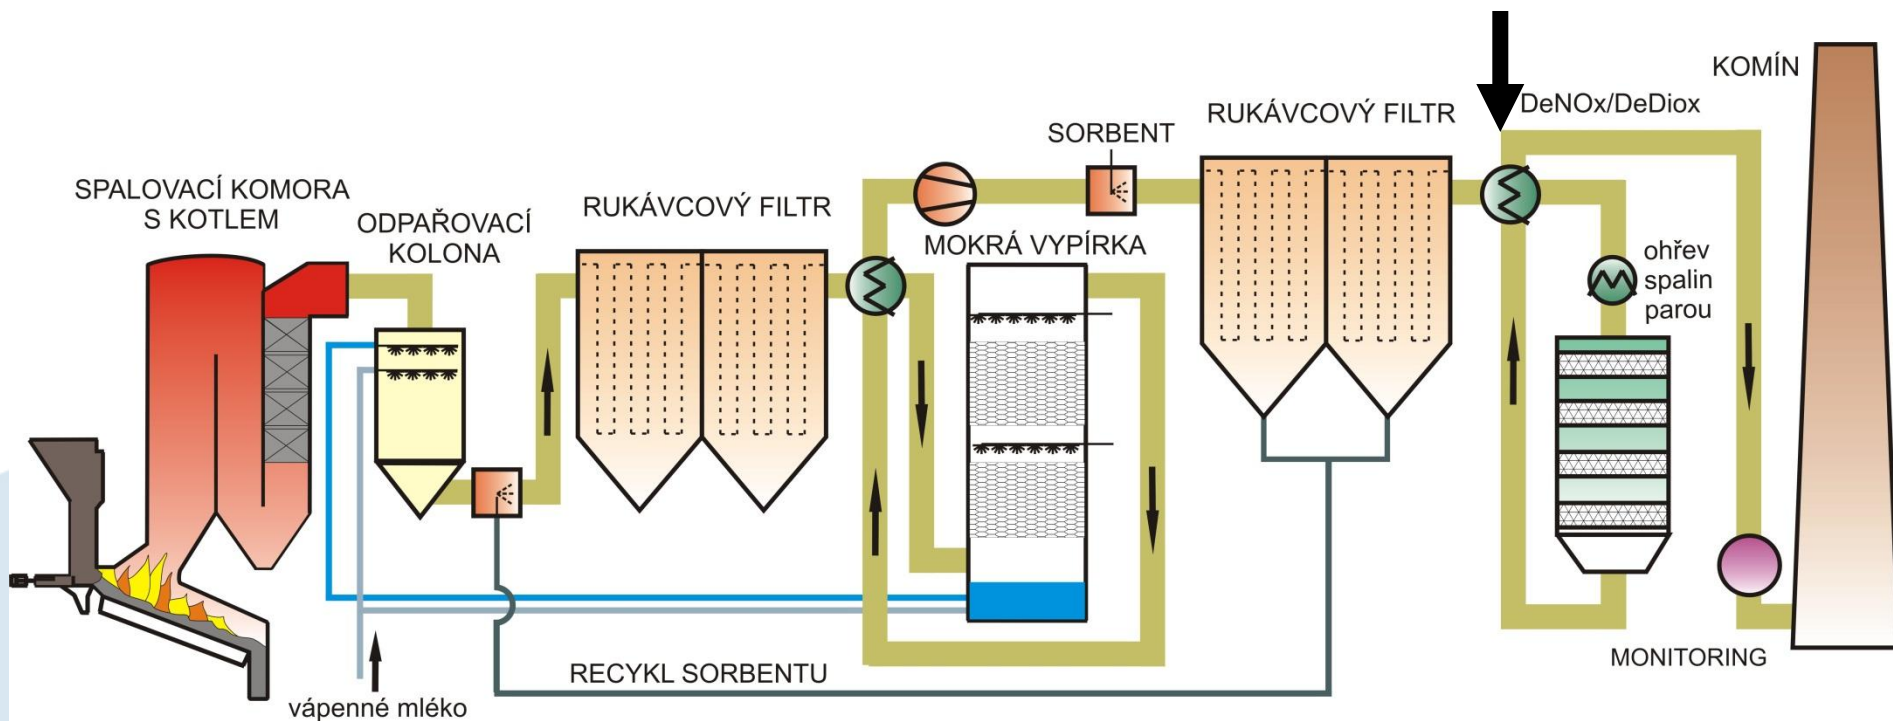 SPALOVACÍ KOMORA
S KOTLEM
ODPAŘOVACÍ
KOLONA
RUKÁVCOVÝ FILTR
MOKRÁ VYPÍRKA
SORBENT
RUKÁVCOVÝ FILTR
DeNOx/DeDiox
KOMÍN
ohřev
spalin
parou
MONITORING
RECYKL SORBENTU
vápenné mléko